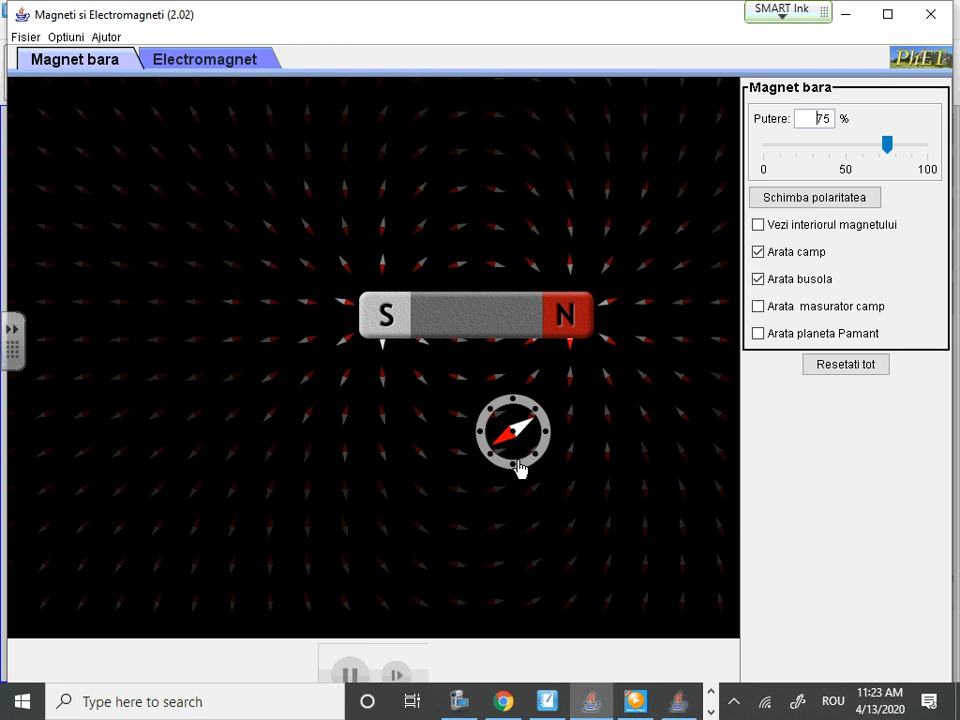 Magneti si Electromagneti (2.02)
SMART Ink
Fisier Optiuni Ajutor
Magnet bara Electromagnet
PhET
Magnet bara
Putere: 75 %
0 50 100
Schimba polaritatea
Vezi interiorul magnetului
Arata camp
Arata busola
Arata masurator camp
Arata planeta Pamant
Resetati tot
S N
Type here to search
ROU
11:23 AM
4/13/2020